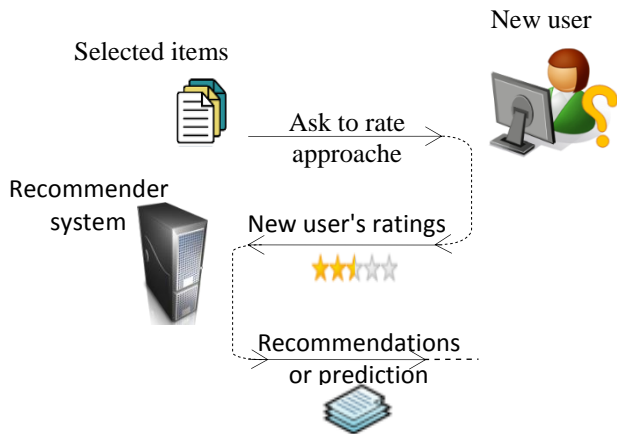 New user
Selected items
Ask to rate
approache
Recommender
system
New user's ratings
Recommendations
or prediction